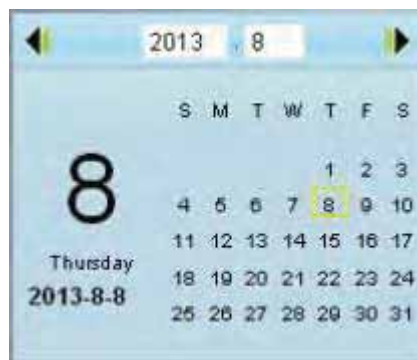 2013 . 8
S M T W T F S
1 2 3
4 5 6 7 8 9 10
11 12 13 14 15 16 17
18 19 20 21 22 23 24
25 26 27 28 29 30 31
8
Thursday
2013-8-8